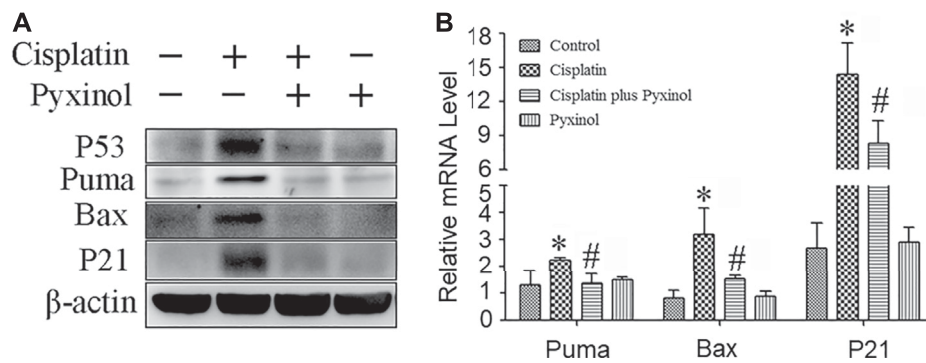 A
Cisplatin − + + −
Pyxinol − − + +
P53
Puma
Bax
P21
β-actin
B
Relative mRNA Level
18
15
12
9
6
5
4
3
2
1
0
Control
Cisplatin
Cisplatin plus Pyxinol
Pyxinol
* #
* #
* #
Puma Bax P21